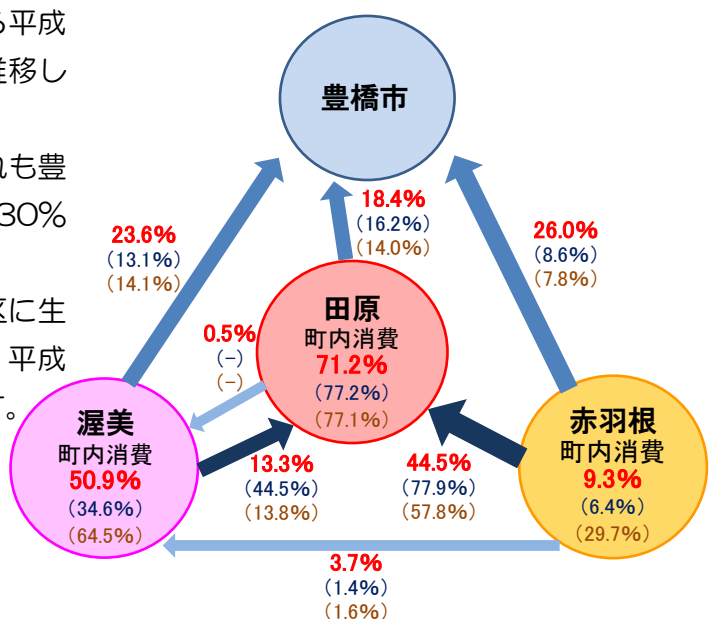 る平成
推移し
れも豊
30%
区に生
平成
。
豊橋市
18.4%
(16.2%)
(14.0%)
23.6%
(13.1%)
(14.1%)
26.0%
(8.6%)
(7.8%)
田原
町内消費
71.2%
(77.2%)
(77.1%)
0.5%
(-)
(-)
渥美
町内消費
50.9%
(34.6%)
(64.5%)
13.3%
(44.5%)
(13.8%)
44.5%
(77.9%)
(57.8%)
赤羽根
町内消費
9.3%
(6.4%)
(29.7%)
3.7%
(1.4%)
(1.6%)